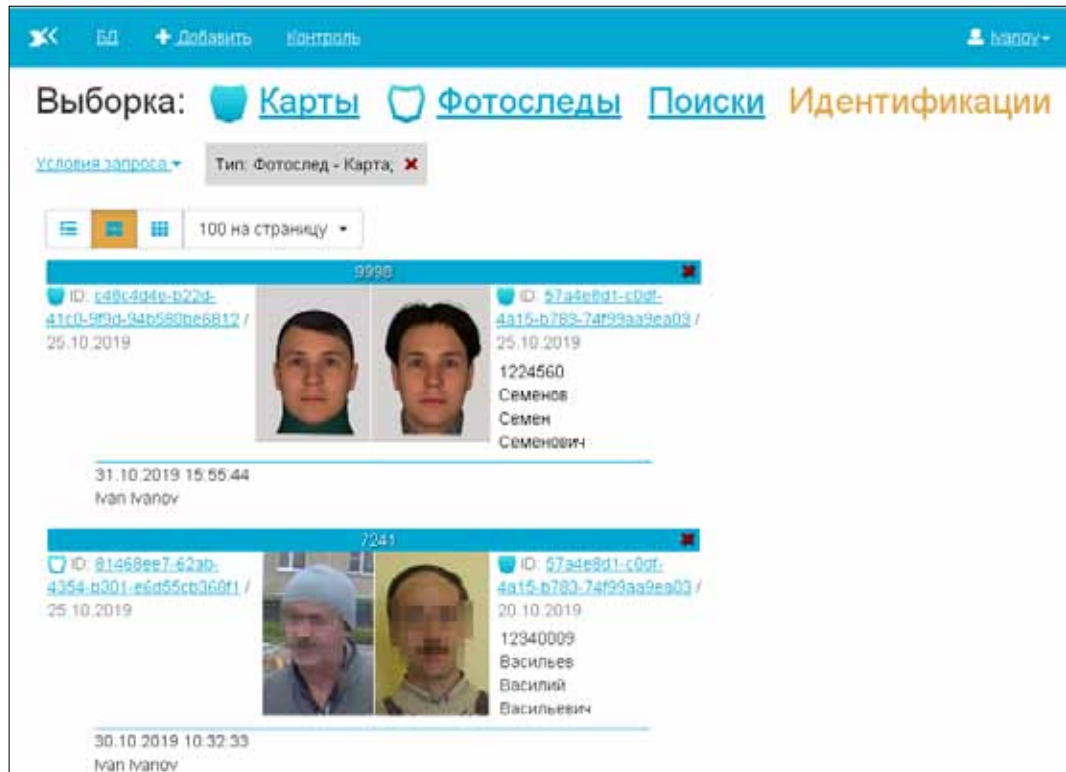 БД + Добавить Контроль Ivanov
Выборка: Карты Фотоследы Поиски Идентификации
Условия запроса Тип: Фотослед - Карта;
100 на страницу
9998
ID: c46c4d4e-b22d-
41c0-9f9d-94b580be6812 /
25.10.2019
ID: 57a4e8d1-c0df-
4a15-b783-74f99aa9ea03 /
25.10.2019
1224560
Семенов
Семен
Семенович
31.10.2019 15:55:44
Ivan Ivanov
7241
ID: 81468ee7-62ab-
4354-b301-e6d55cb368f1 /
25.10.2019
ID: 57a4e8d1-c0df-
4a15-b783-74f99aa9ea03 /
20.10.2019
12340009
Васильев
Василий
Васильевич
30.10.2019 10:32:33
Ivan Ivanov